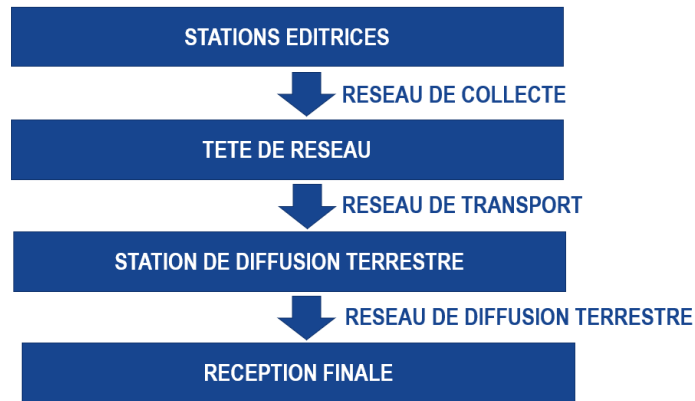 STATIONS EDITRICES
RESEAU DE COLLECTE
TETE DE RESEAU
RESEAU DE TRANSPORT
STATION DE DIFFUSION TERRESTRE
RESEAU DE DIFFUSION TERRESTRE
RECEPTION FINALE